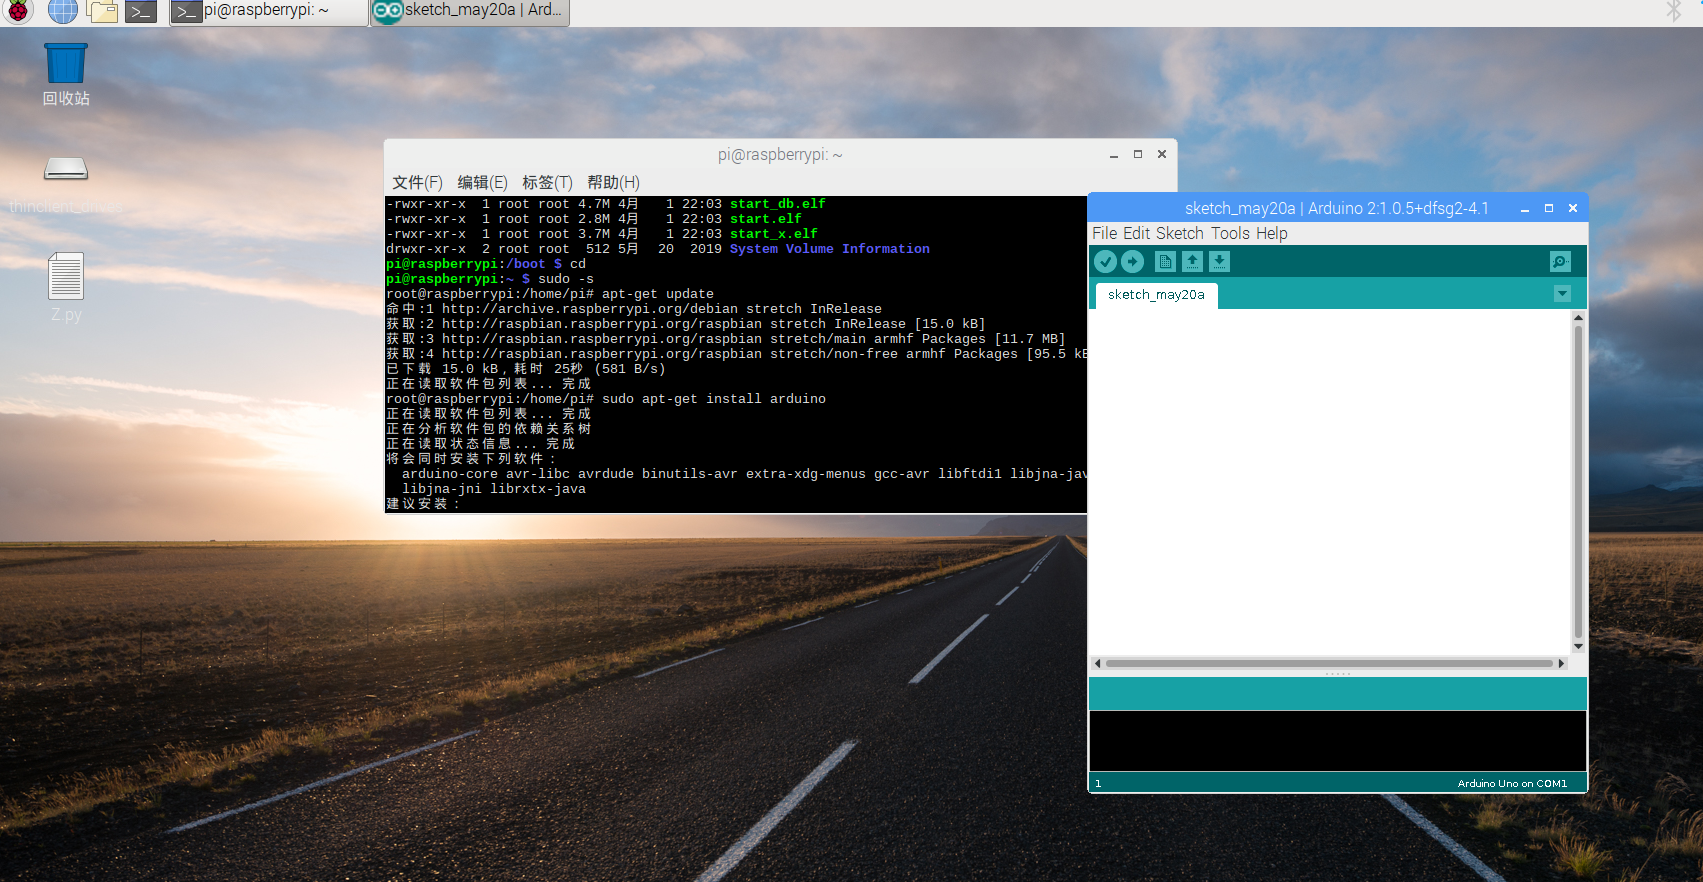 pi@raspberrypi: ~
sketch_may20a | Ard...
回收站
thinclient_drives
Z.py
pi@raspberrypi: ~
文件(F) 编辑(E) 标签(T) 帮助(H)
-rwxr-xr-x 1 root root 4.7M 4月 1 22:03 start_db.elf
-rwxr-xr-x 1 root root 2.8M 4月 1 22:03 start.elf
-rwxr-xr-x 1 root root 3.7M 4月 1 22:03 start_x.elf
drwxr-xr-x 2 root root 512 5月 20 2019 System Volume Information
pi@raspberrypi:/boot $ cd
pi@raspberrypi:~ $ sudo -s
root@raspberrypi:/home/pi# apt-get update
命中:1 http://archive.raspberrypi.org/debian stretch InRelease
获取:2 http://raspbian.raspberrypi.org/raspbian stretch InRelease [15.0 kB]
获取:3 http://raspbian.raspberrypi.org/raspbian stretch/main armhf Packages [11.7 MB]
获取:4 http://raspbian.raspberrypi.org/raspbian stretch/non-free armhf Packages [95.5 kB
已下载 15.0 kB, 耗时 25秒 (581 B/s)
正在读取软件包列表... 完成
root@raspberrypi:/home/pi# sudo apt-get install arduino
正在读取软件包列表... 完成
正在分析软件包的依赖关系树
正在读取状态信息... 完成
将会同时安装下列软件：
arduino-core avr-libc avrdude binutils-avr extra-xdg-menus gcc-avr libftdi1 libjna-jav
libjna-jni librxtx-java
建议安装：
sketch_may20a | Arduino 2:1.0.5+dfsg2-4.1
File Edit Sketch Tools Help
sketch_may20a
1
Arduino Uno on COM1